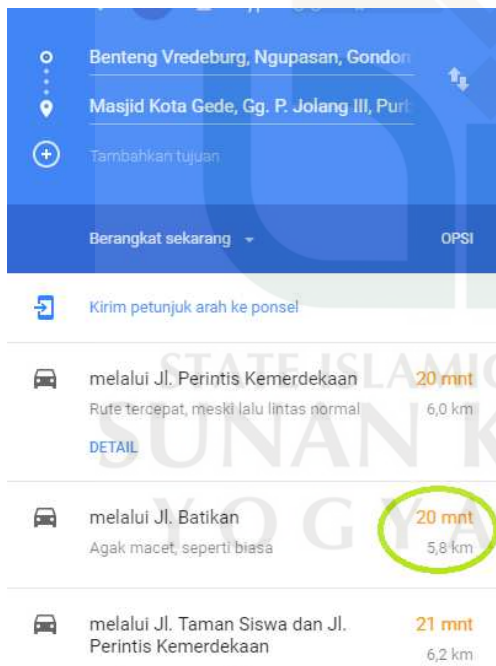 Benteng Vredeburg, Ngupasan, Gondon
Masjid Kota Gede, Gg. P. Jolang III, Purb
Tambahkan tujuan
Berangkat sekarang OPSI
Kirim petunjuk arah ke ponsel
melalui Jl. Perintis Kemerdekaan 20 mnt
Rute tercepat, meski lalu lintas normal 6,0 km
DETAIL
melalui Jl. Batikan 20 mnt
Agak macet, seperti biasa 5,8 km
melalui Jl. Taman Siswa dan Jl. 21 mnt
Perintis Kemerdekaan 6,2 km
STATE ISLAMIC
SUNAN K
YOGYA